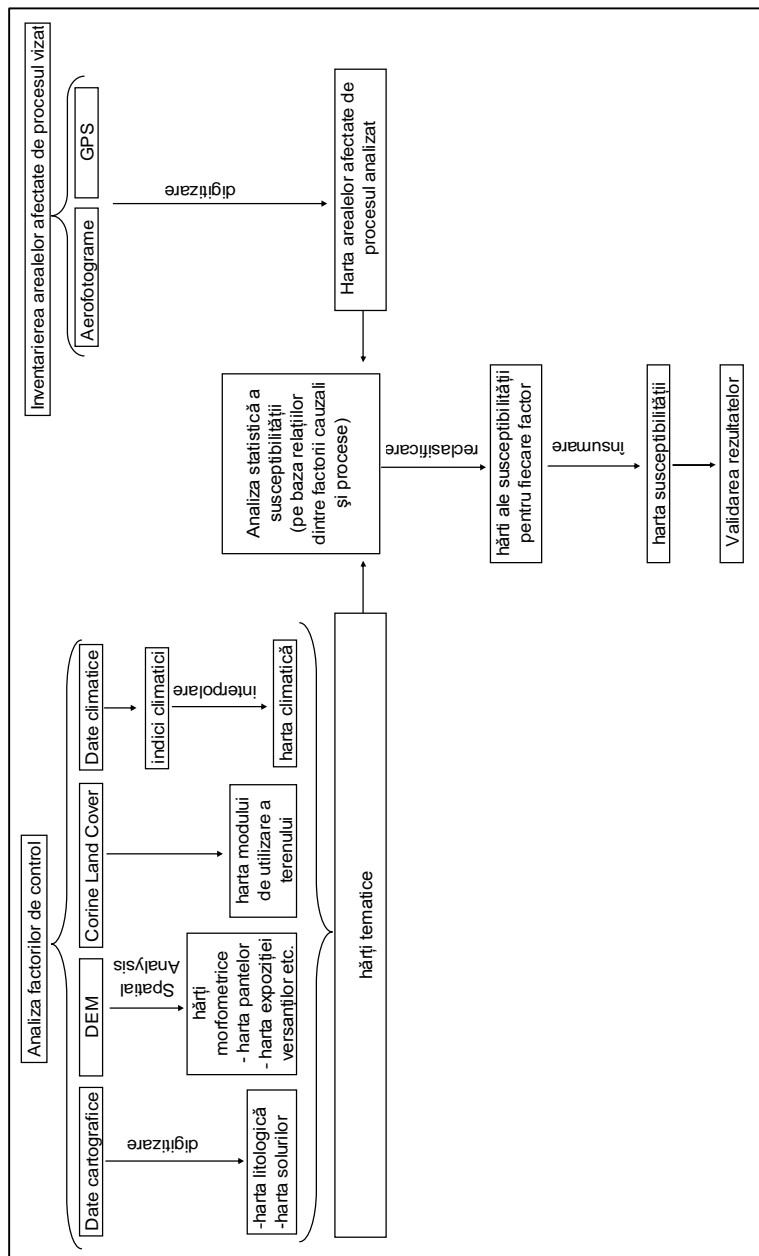 Analiza factorilor de control
Date cartografice
DEM
Corine Land Cover
Date climatice
digitizare
Spatial
Analysis
indici climatici
interpolare
-harta litologică
-harta solurilor
hărți
morfometrice
- harta pantelor
- harta expoziției
versanților etc.
harta modului
de utilizare a
terenului
harta climatică
hărți tematice
Inventarierea arealelor afectate de procesul vizat
Aerofotograme
GPS
digitizare
Harta arealelor afectate de
procesul analizat
Analiza statistică a
susceptibilității
(pe baza relațiilor
dintre factorii cauzali
şi procese)
reclasificare
hărti ale susceptibilității
pentru fiecare factor
însumare
harta susceptibilității
Validarea rezultatelor